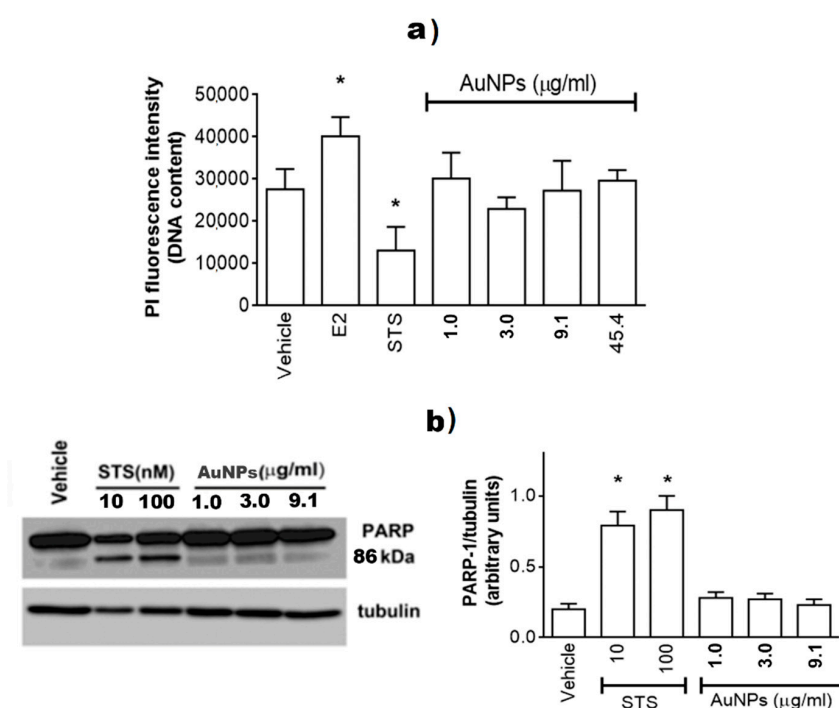 a)
AuNPs (μg/ml)
PI fluorescence intensity
(DNA content)
50,000
40,000
30,000
20,000
10,000
0
*
*
Vehicle
E2
STS
1.0
3.0
9.1
45.4
b)
Vehicle
STS(nM)
AuNPs(μg/ml)
10 100 1.0 3.0 9.1
PARP
86 kDa
tubulin
PARP-1/tubulin
(arbitrary units)
1.0
0.5
0.0
* *
Vehicle
10
100
1.0
3.0
9.1
STS
AuNPs (μg/ml)